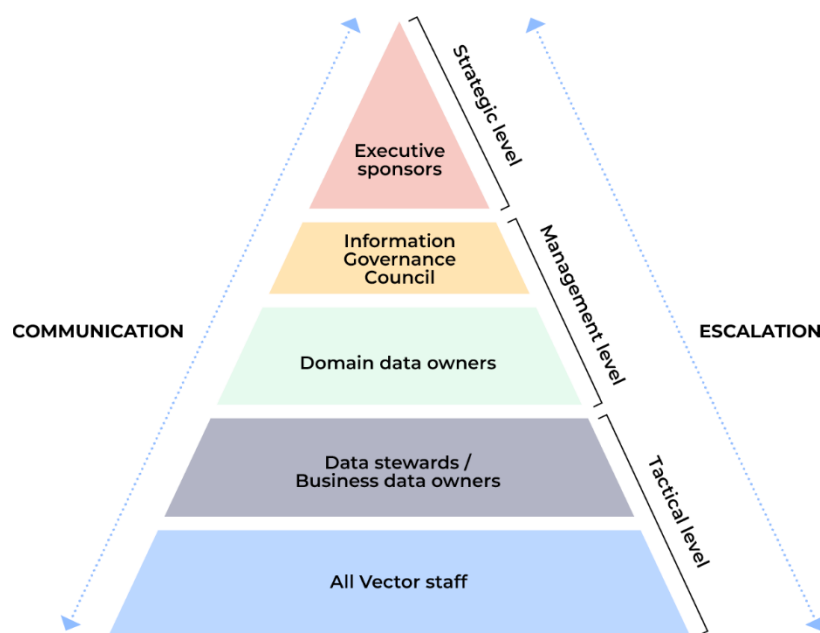 Executive
sponsors
Strategic level
Information
Governance
Council
Management level
COMMUNICATION
ESCALATION
Domain data owners
Data stewards /
Business data owners
Tactical level
All Vector staff